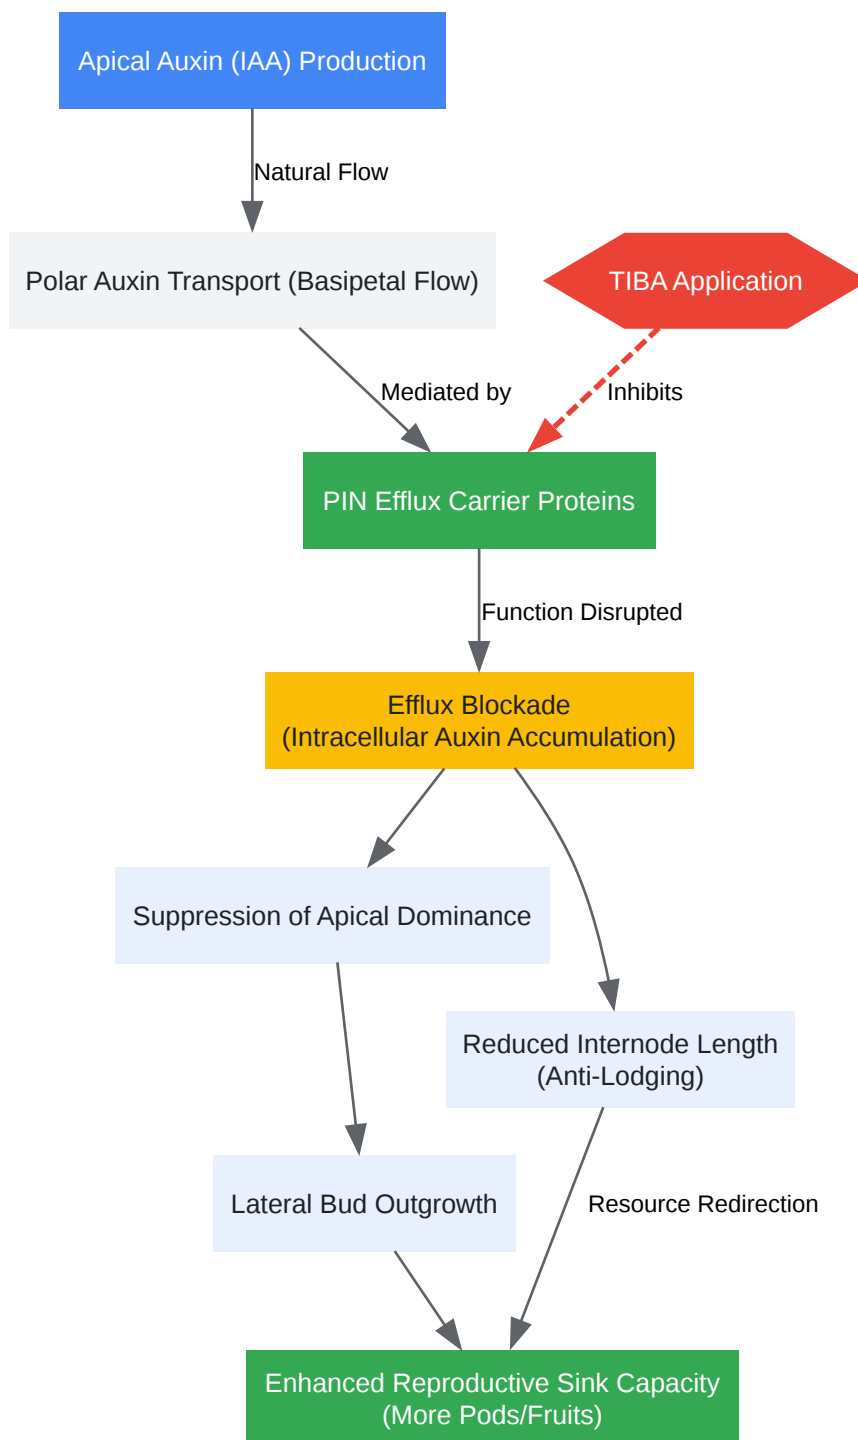 Apical Auxin (IAA) Production
Natural Flow
Polar Auxin Transport (Basipetal Flow)
TIBA Application
Mediated by
Inhibits
PIN Efflux Carrier Proteins
Function Disrupted
Efflux Blockade
(Intracellular Auxin Accumulation)
Suppression of Apical Dominance
Reduced Internode Length
(Anti-Lodging)
Lateral Bud Outgrowth
Resource Redirection
Enhanced Reproductive Sink Capacity
(More Pods/Fruits)